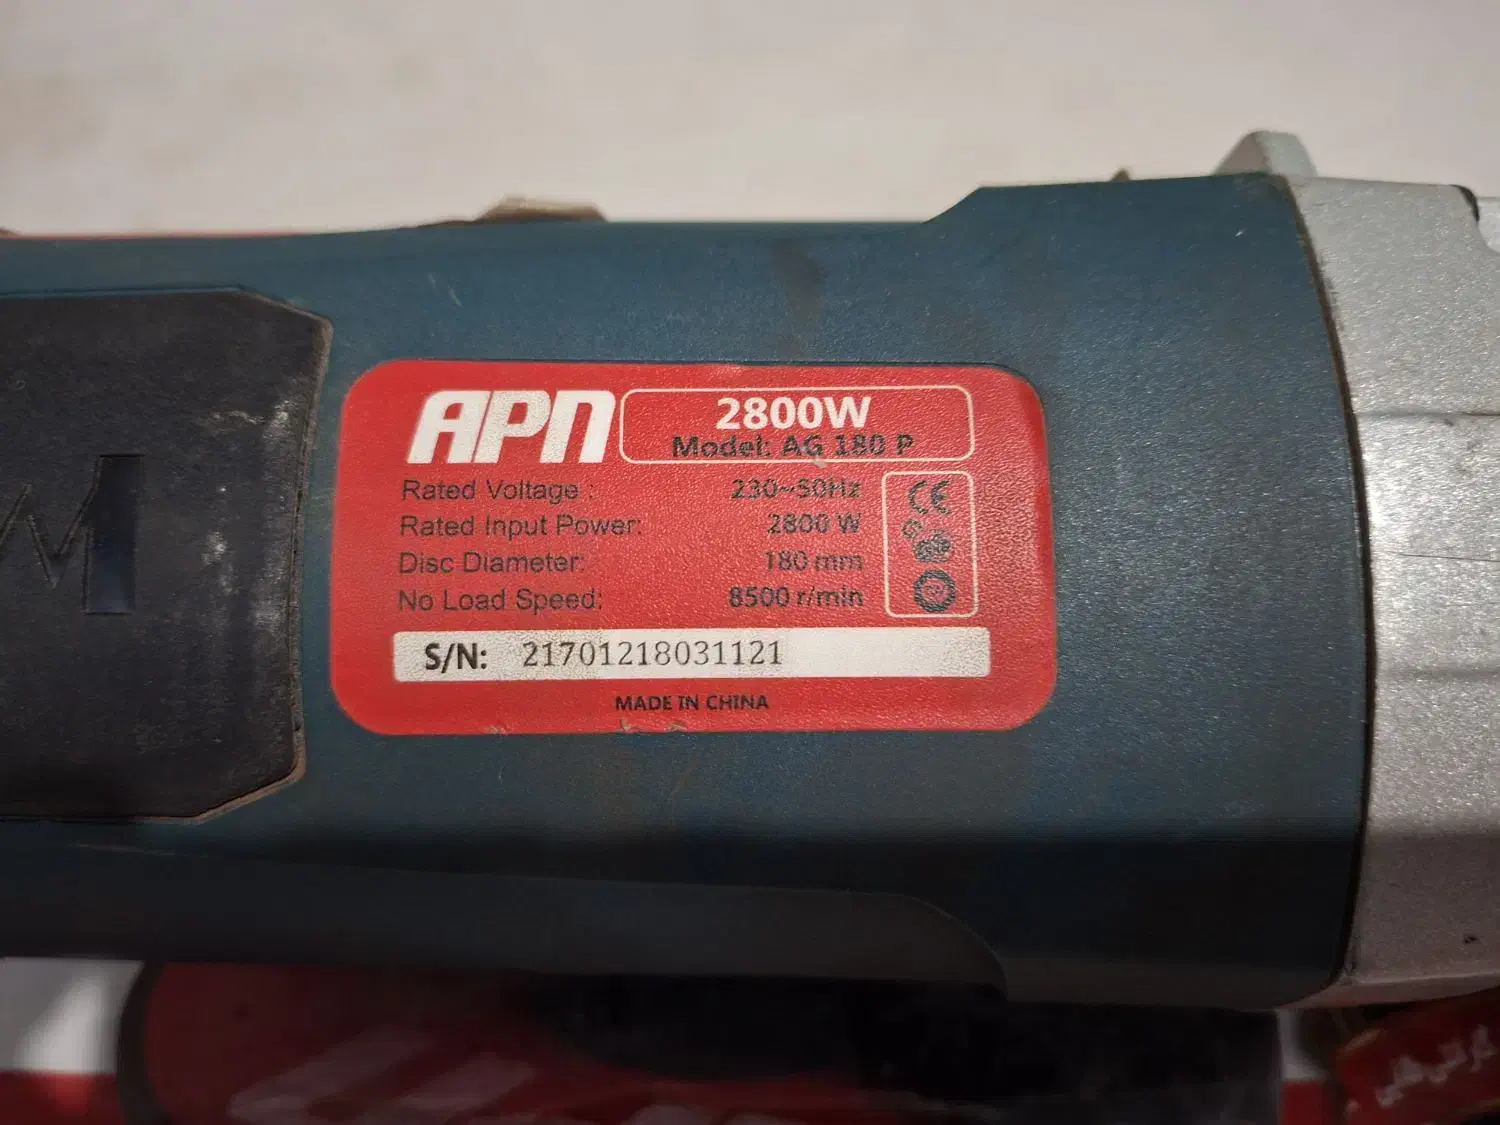 APN
2800W
Model: AG 180 P
Rated Voltage : 230~50Hz
Rated Input Power: 2800 W
Disc Diameter: 180 mm
No Load Speed: 8500 r/min
CE
S/N: 21701218031121
MADE IN CHINA